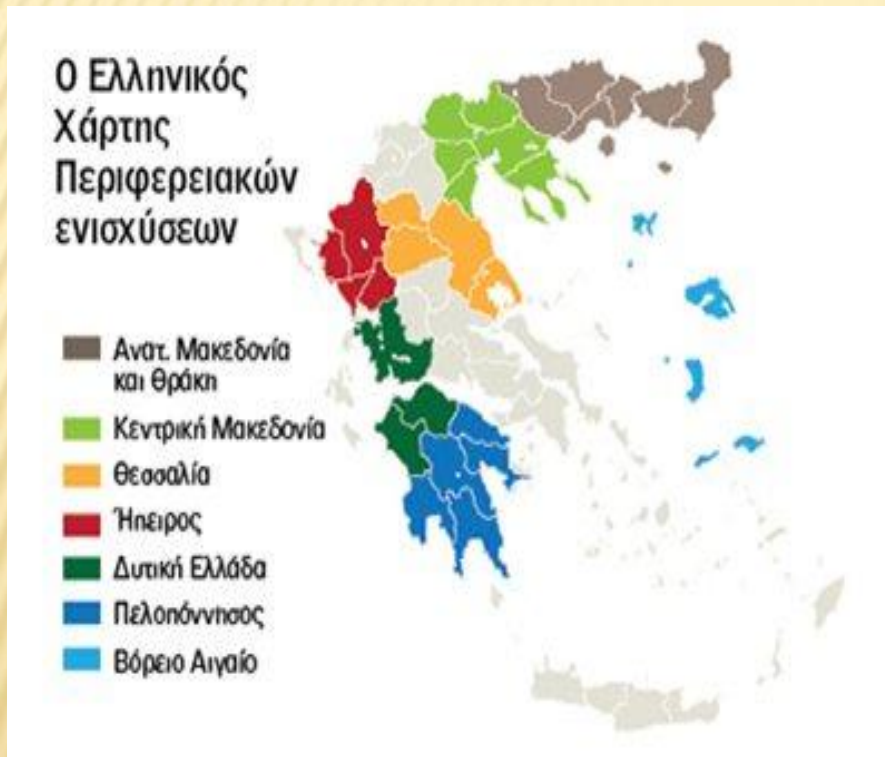 Ο Ελληνικός
Χάρτης
Περιφερειακών
ενισχύσεων
Ανατ. Μακεδονία
και Θράκη
Κεντρική Μακεδονία
Θεσσαλία
Ήπειρος
Δυτική Ελλάδα
Πελοπόννησος
Βόρειο Αιγαίο